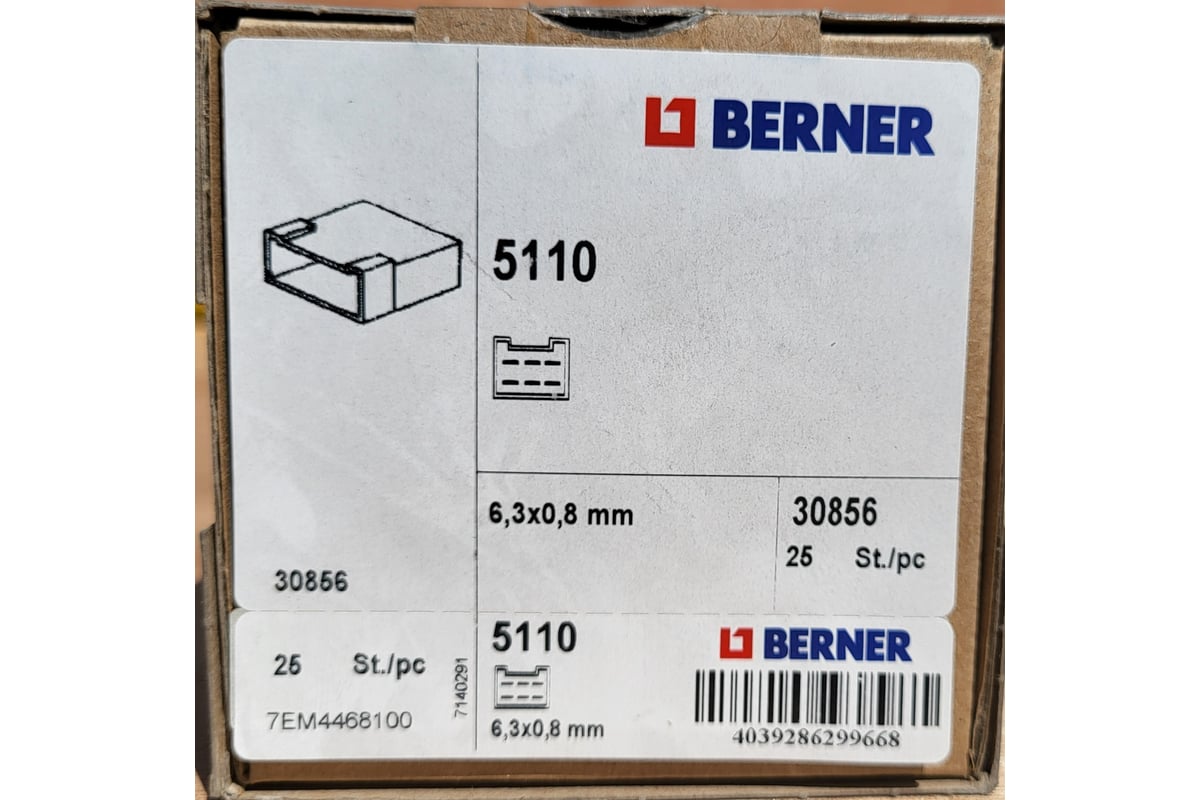 BERNER
5110
6,3x0,8 mm
30856
25 St./pc
30856
25 St./pc
7EM4468100
7140291
5110
6,3x0,8 mm
BERNER
4039286299668